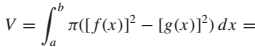 V = ∫_a^b π([f(x)]² − [g(x)]²) dx =